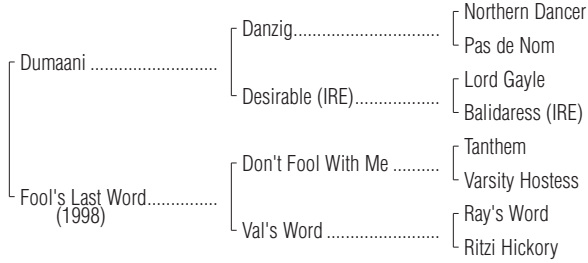 Northern Dancer
Danzig..........................................
Pas de Nom
Dumaani ....................................
Lord Gayle
Desirable (IRE)........................
Balidaress (IRE)
Tanthem
Don't Fool With Me .............
Varsity Hostess
Fool's Last Word....................
(1998)
Ray's Word
Val's Word ................................
Ritzi Hickory